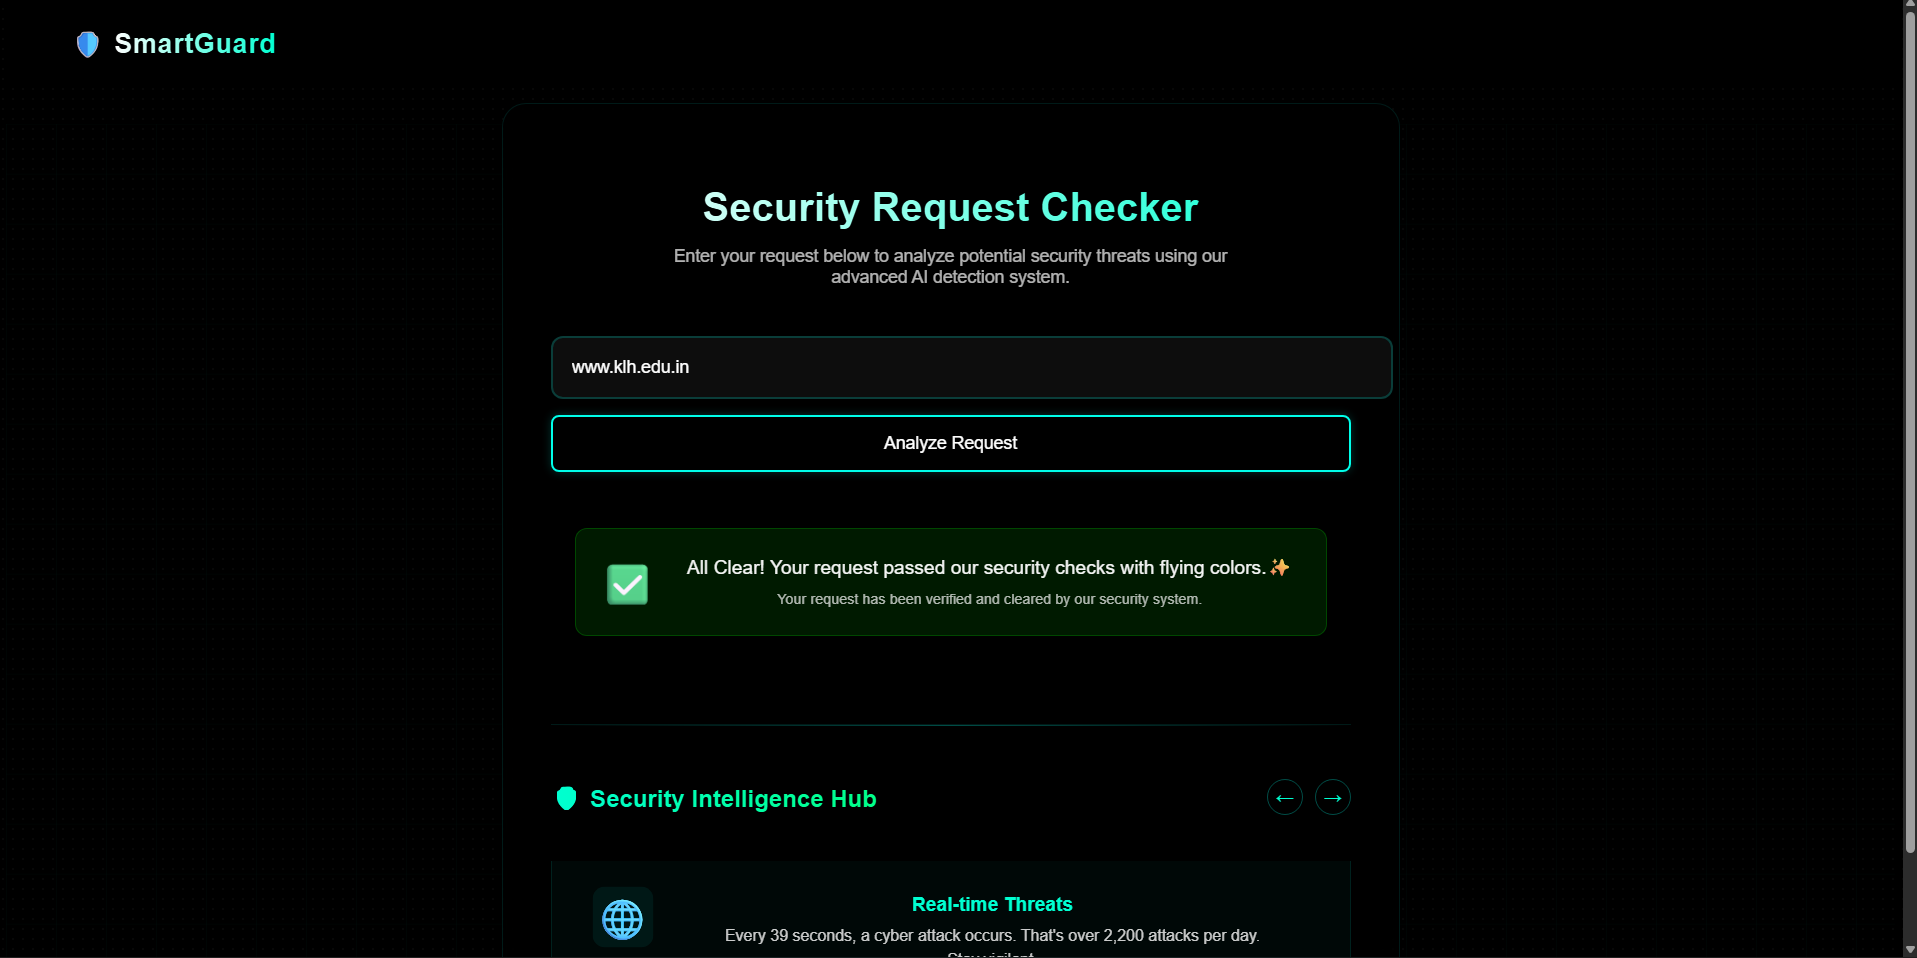 SmartGuard
Security Request Checker
Enter your request below to analyze potential security threats using our
advanced AI detection system.
www.klh.edu.in
Analyze Request
All Clear! Your request passed our security checks with flying colors.✨
Your request has been verified and cleared by our security system.
Security Intelligence Hub
← →
Real-time Threats
Every 39 seconds, a cyber attack occurs. That's over 2,200 attacks per day.